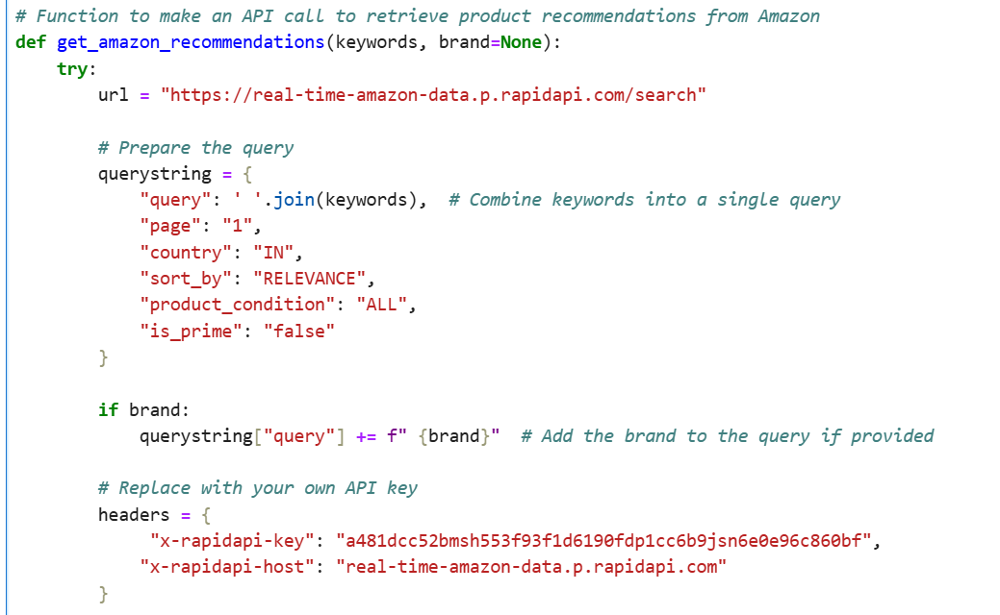 # Function to make an API call to retrieve product recommendations from Amazon
def get_amazon_recommendations(keywords, brand=None):
    try:
        url = "https://real-time-amazon-data.p.rapidapi.com/search"
        # Prepare the query
        querystring = {
            "query": ' '.join(keywords),  # Combine keywords into a single query
            "page": "1",
            "country": "IN",
            "sort_by": "RELEVANCE",
            "product_condition": "ALL",
            "is_prime": "false"
        }
        if brand:
            querystring["query"] += f" {brand}"  # Add the brand to the query if provided
        # Replace with your own API key
        headers = {
             "x-rapidapi-key": "a481dcc52bmsh553f93f1d6190fdp1cc6b9jsn6e0e96c860bf",
            "x-rapidapi-host": "real-time-amazon-data.p.rapidapi.com"
        }